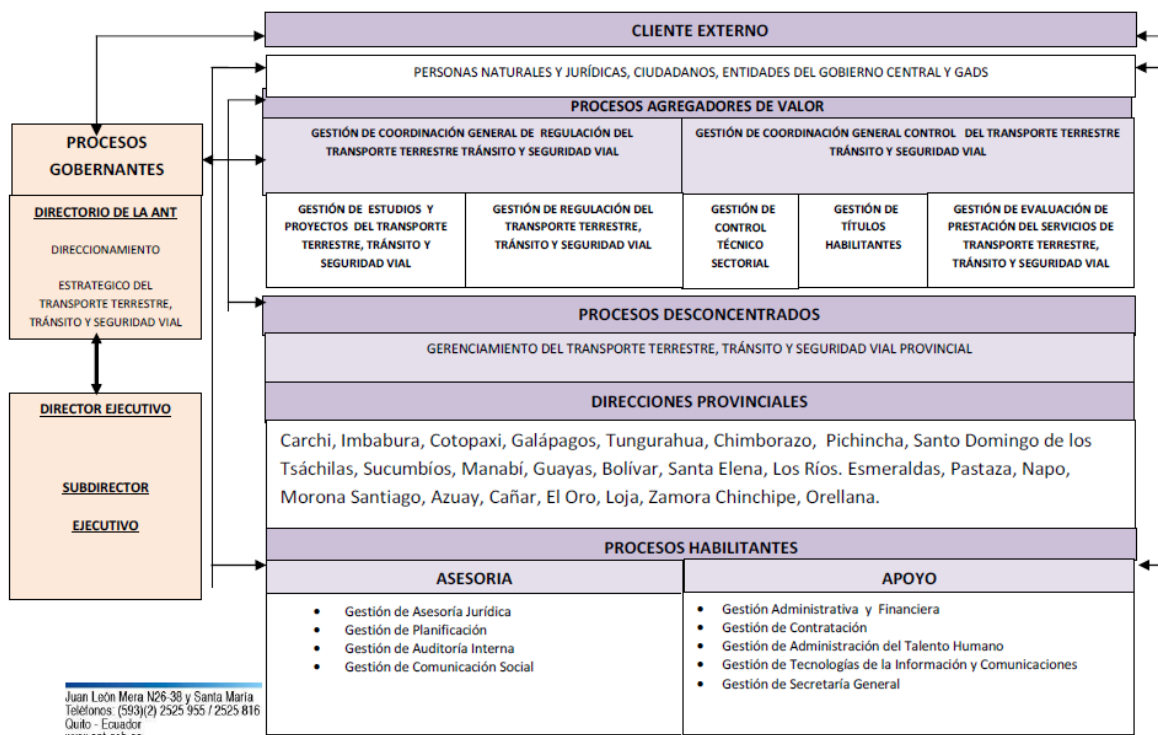 CLIENTE EXTERNO
PERSONAS NATURALES Y JURÍDICAS, CIUDADANOS, ENTIDADES DEL GOBIERNO CENTRAL Y GADS
PROCESOS AGREGADORES DE VALOR
GESTIÓN DE COORDINACIÓN GENERAL DE REGULACIÓN DEL
TRANSPORTE TERRESTRE TRÁNSITO Y SEGURIDAD VIAL
GESTIÓN DE COORDINACIÓN GENERAL CONTROL DEL TRANSPORTE TERRESTRE
TRÁNSITO Y SEGURIDAD VIAL
GESTIÓN DE ESTUDIOS Y
PROYECTOS DEL TRANSPORTE
TERRESTRE, TRÁNSITO Y
SEGURIDAD VIAL
GESTIÓN DE REGULACIÓN DEL
TRANSPORTE TERRESTRE,
TRÁNSITO Y SEGURIDAD VIAL
GESTIÓN DE
CONTROL
TÉCNICO
SECTORIAL
GESTIÓN DE
TÍTULOS
HABILITANTES
GESTIÓN DE EVALUACIÓN DE
PRESTACIÓN DEL SERVICIOS DE
TRANSPORTE TERRESTRE,
TRÁNSITO Y SEGURIDAD VIAL
PROCESOS
GOBERNANTES
DIRECTORIO DE LA ANT
DIRECCIONAMIENTO
ESTRATEGICO DEL
TRANSPORTE TERRESTRE,
TRÁNSITO Y SEGURIDAD VIAL
DIRECTOR EJECUTIVO
SUBDIRECTOR
EJECUTIVO
PROCESOS DESCONCENTRADOS
GERENCIAMIENTO DEL TRANSPORTE TERRESTRE, TRÁNSITO Y SEGURIDAD VIAL PROVINCIAL
DIRECCIONES PROVINCIALES
Carchi, Imbabura, Cotopaxi, Galápagos, Tungurahua, Chimborazo, Pichincha, Santo Domingo de los
Tsáchilas, Sucumbíos, Manabí, Guayas, Bolívar, Santa Elena, Los Ríos. Esmeraldas, Pastaza, Napo,
Morona Santiago, Azuay, Cañar, El Oro, Loja, Zamora Chinchipe, Orellana.
PROCESOS HABILITANTES
ASESORIA
• Gestión de Asesoría Jurídica
• Gestión de Planificación
• Gestión de Auditoría Interna
• Gestión de Comunicación Social
APOYO
• Gestión Administrativa y Financiera
• Gestión de Contratación
• Gestión de Administración del Talento Humano
• Gestión de Tecnologías de la Información y Comunicaciones
• Gestión de Secretaría General
Juan León Mera N26-38 y Santa María
Teléfonos: (593)(2) 2525 955 / 2525 816
Quito - Ecuador